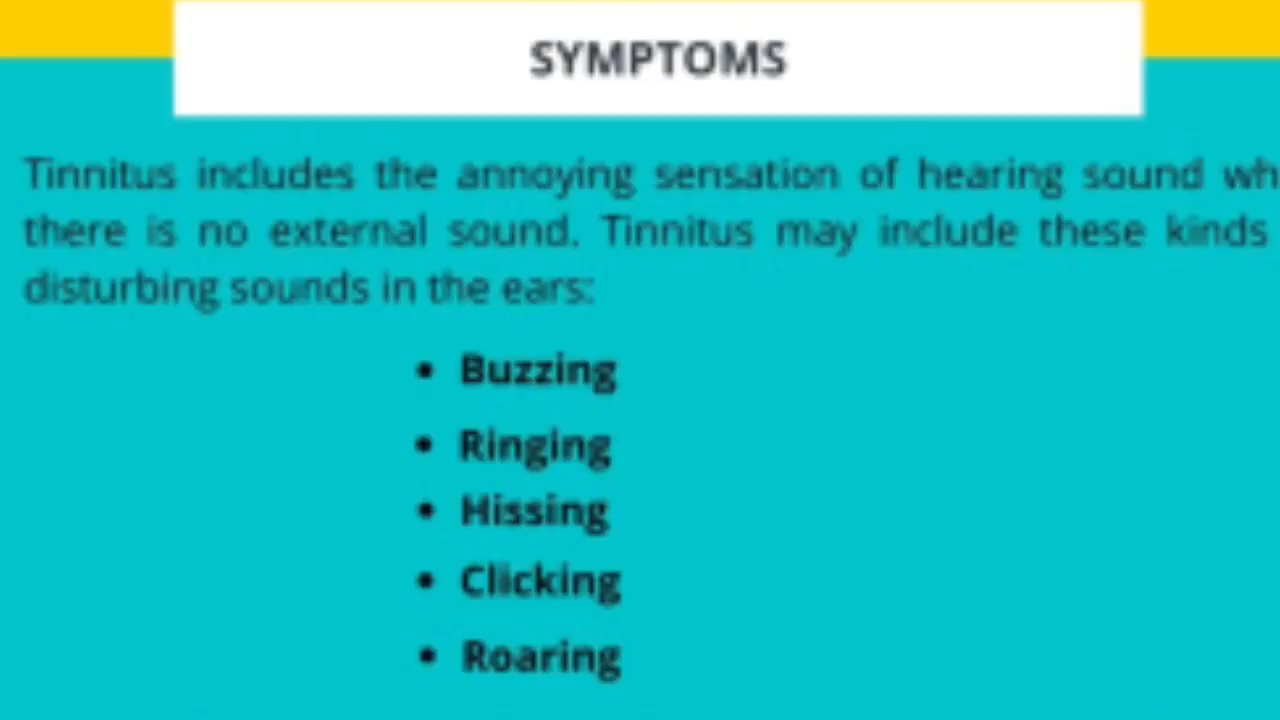 SYMPTOMS
Tinnitus includes the annoying sensation of hearing sound wh
there is no external sound. Tinnitus may include these kinds
disturbing sounds in the ears:
• Buzzing
• Ringing
• Hissing
• Clicking
• Roaring